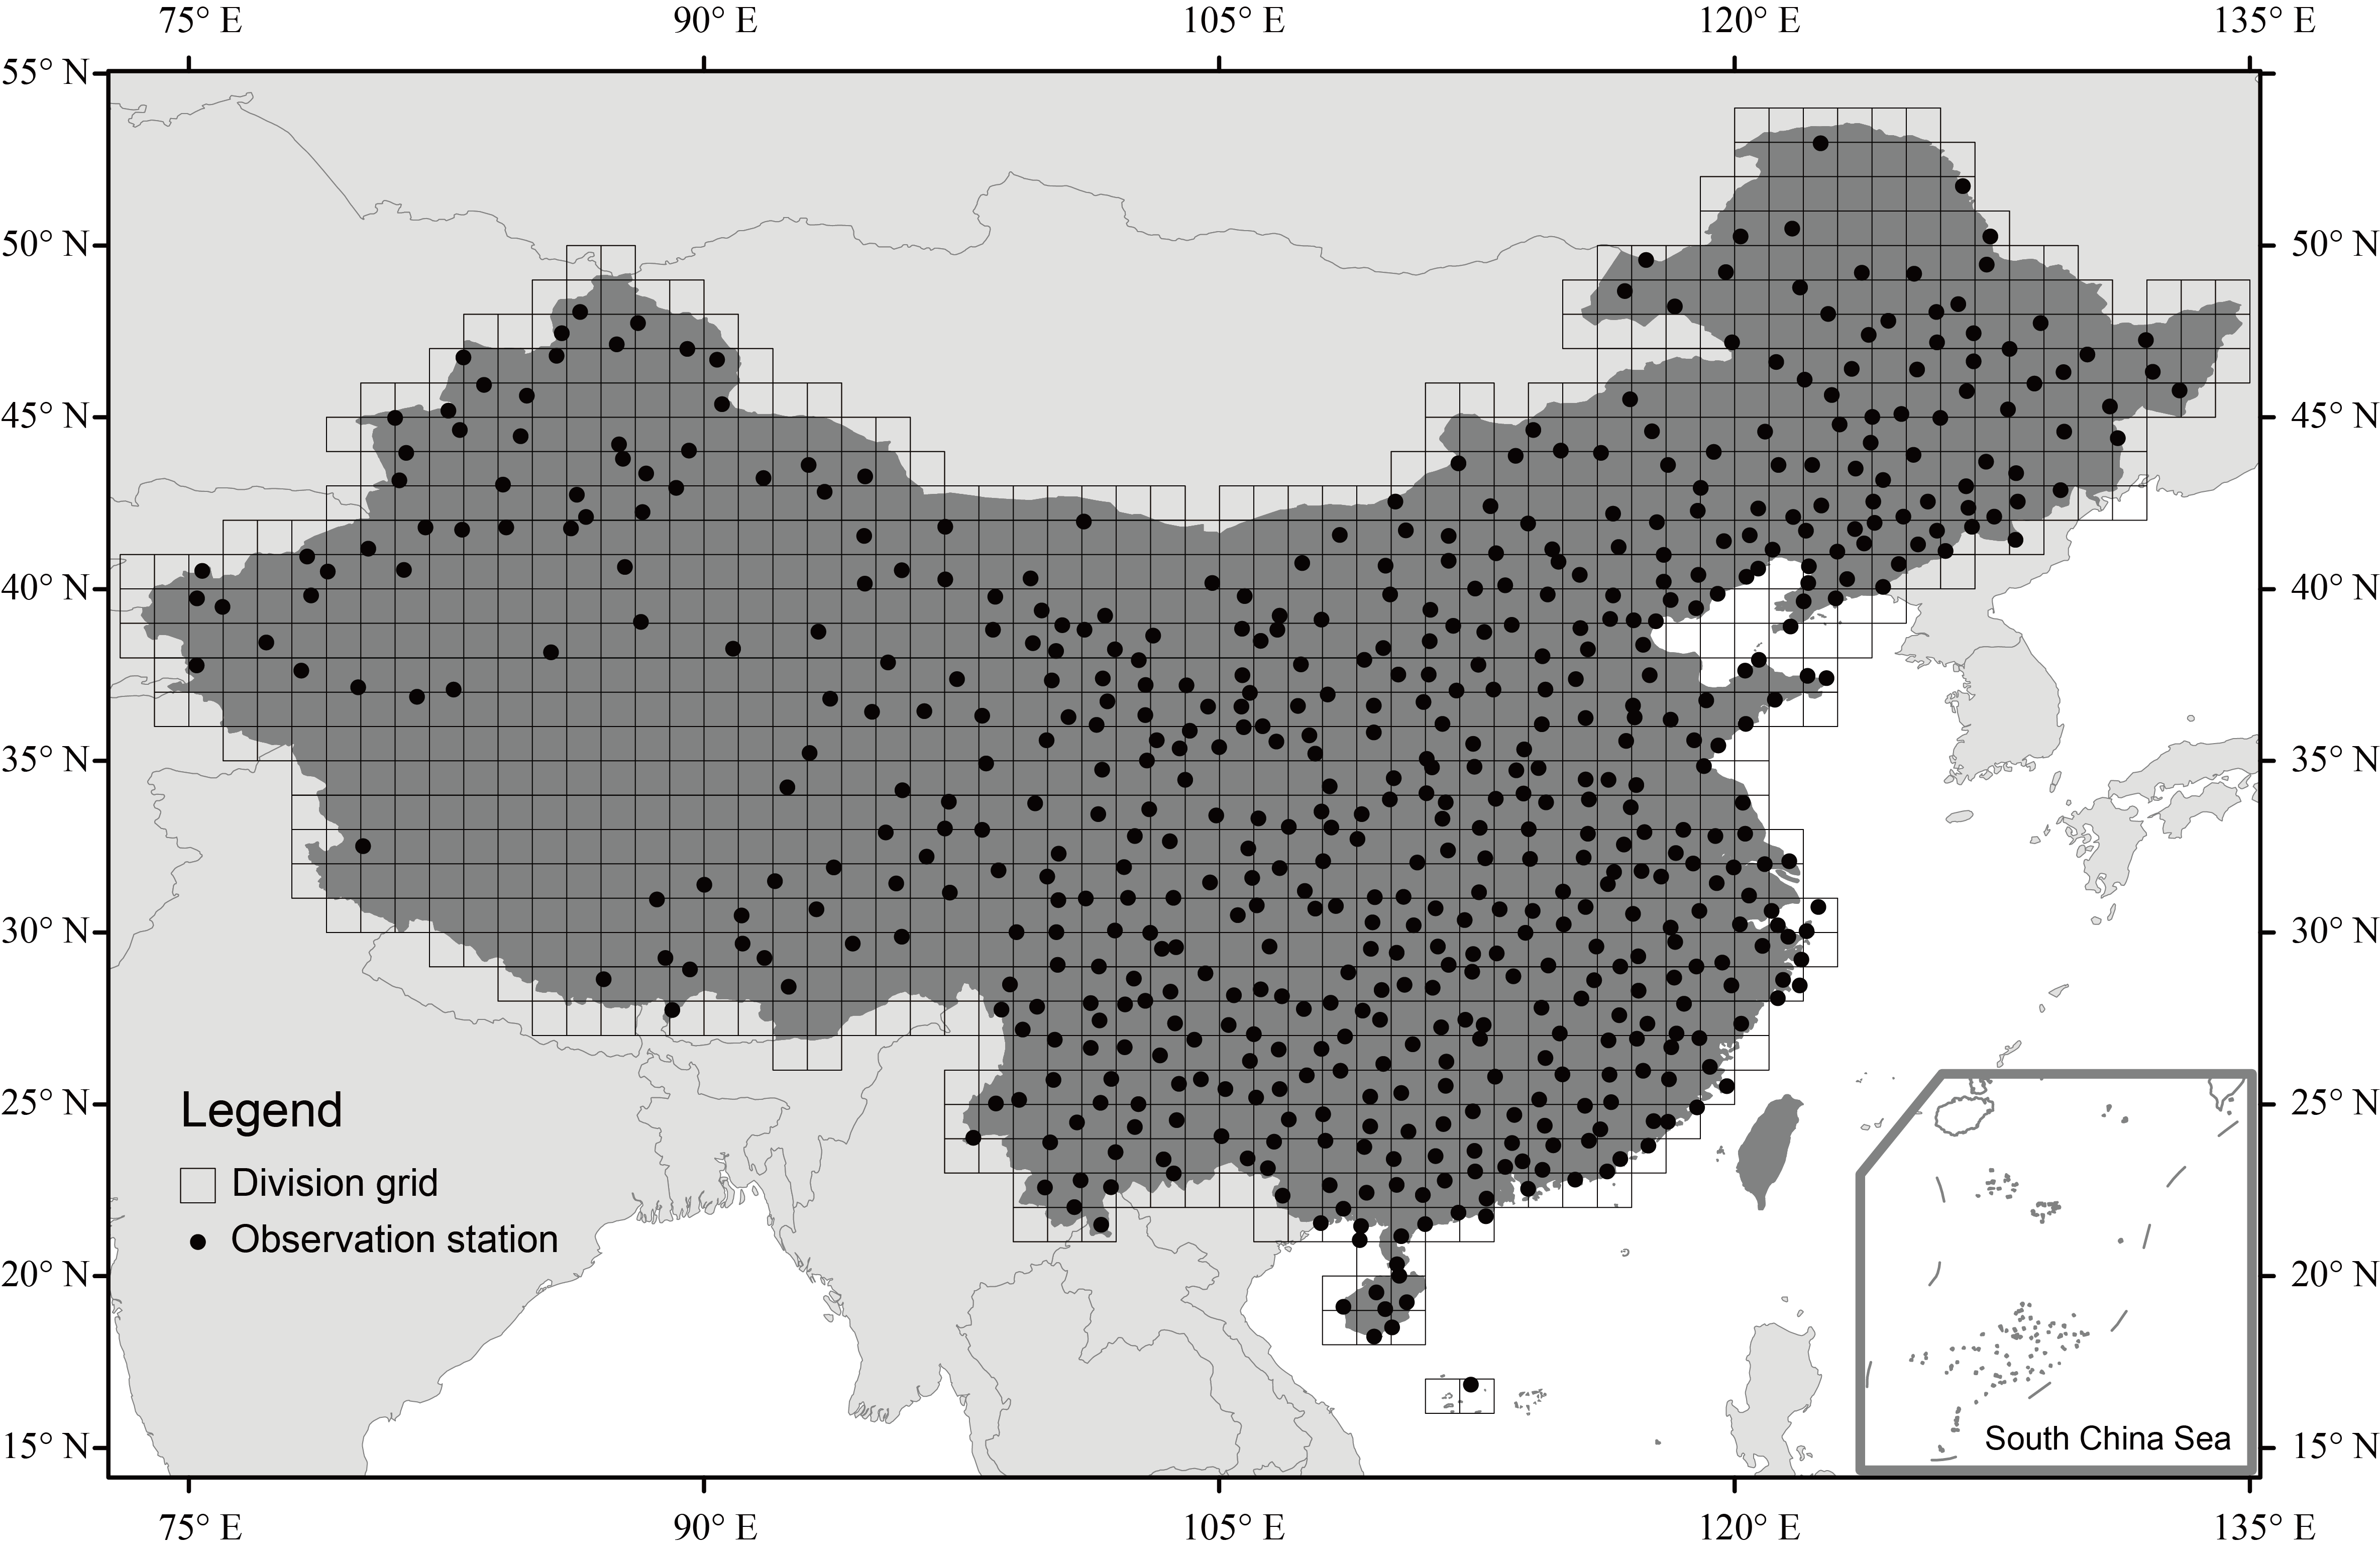 75° E 90° E 105° E 120° E 135° E
55° N
50° N 50° N
45° N 45° N
40° N 40° N
35° N 35° N
30° N 30° N
25° N 25° N
Legend
Division grid
Observation station
20° N 20° N
South China Sea
15° N 15° N
75° E 90° E 105° E 120° E 135° E